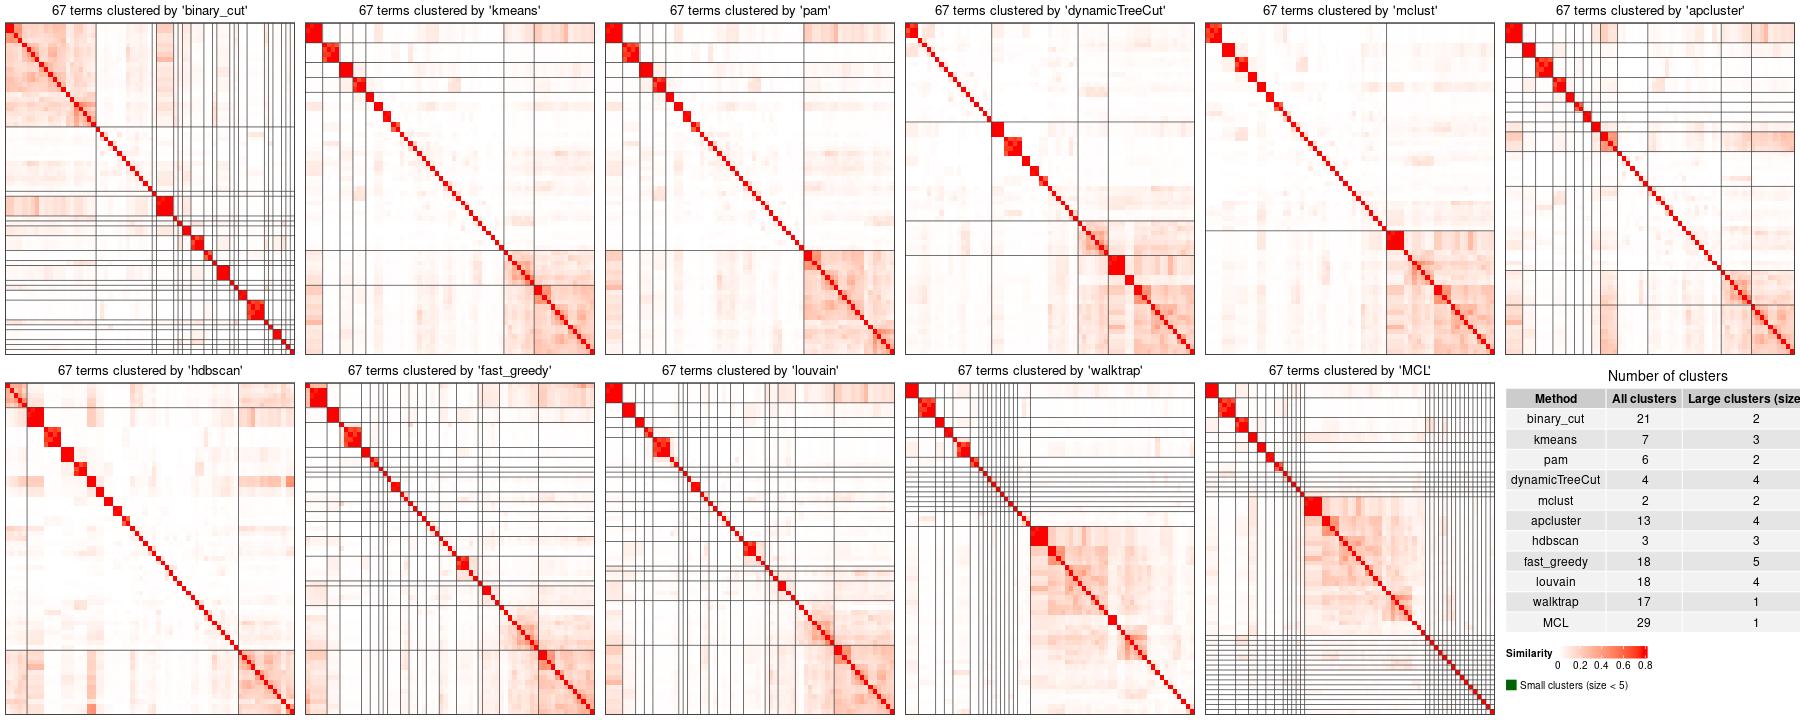 67 terms clustered by 'binary_cut'
67 terms clustered by 'kmeans'
67 terms clustered by 'pam'
67 terms clustered by 'dynamicTreeCut'
67 terms clustered by 'mclust'
67 terms clustered by 'apcluster'
67 terms clustered by 'hdbscan'
67 terms clustered by 'fast_greedy'
67 terms clustered by 'louvain'
67 terms clustered by 'walktrap'
67 terms clustered by 'MCL'
Number of clusters
Method All clusters Large clusters (size
binary_cut 21 2
kmeans 7 3
pam 6 2
dynamicTreeCut 4 4
mclust 2 2
apcluster 13 4
hdbscan 3 3
fast_greedy 18 5
louvain 18 4
walktrap 17 1
MCL 29 1
Similarity
0 0.2 0.4 0.6 0.8
Small clusters (size < 5)